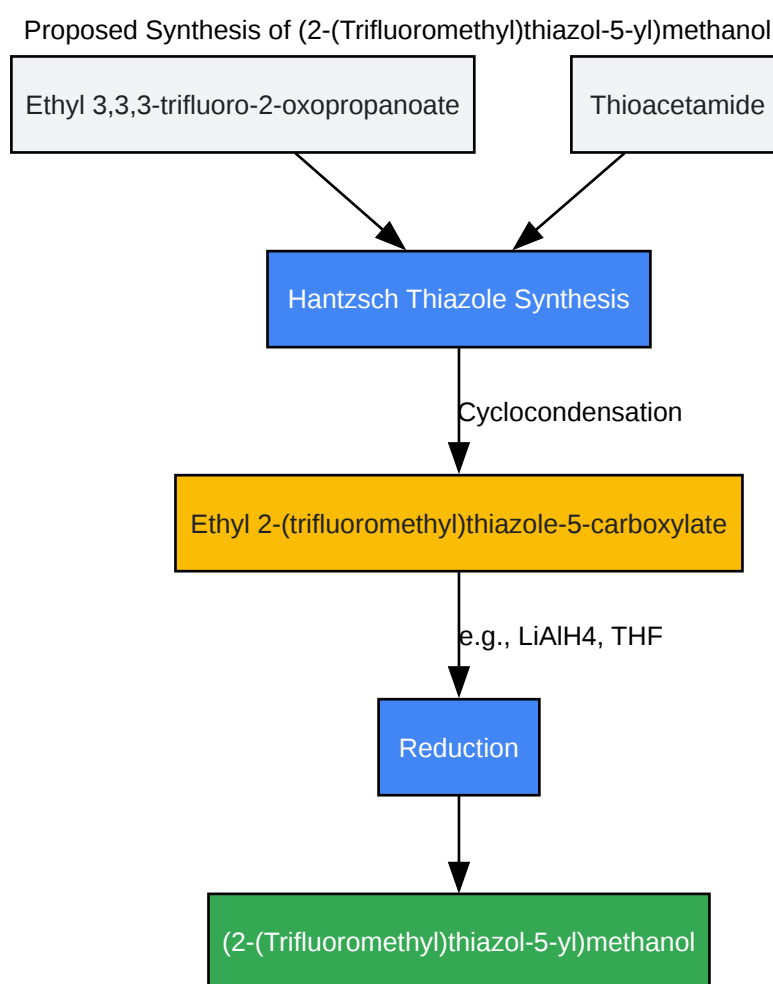 Proposed Synthesis of (2-(Trifluoromethyl)thiazol-5-yl)methanol
Ethyl 3,3,3-trifluoro-2-oxopropanoate
Thioacetamide
Hantzsch Thiazole Synthesis
Cyclocondensation
Ethyl 2-(trifluoromethyl)thiazole-5-carboxylate
e.g., LiAlH4, THF
Reduction
(2-(Trifluoromethyl)thiazol-5-yl)methanol